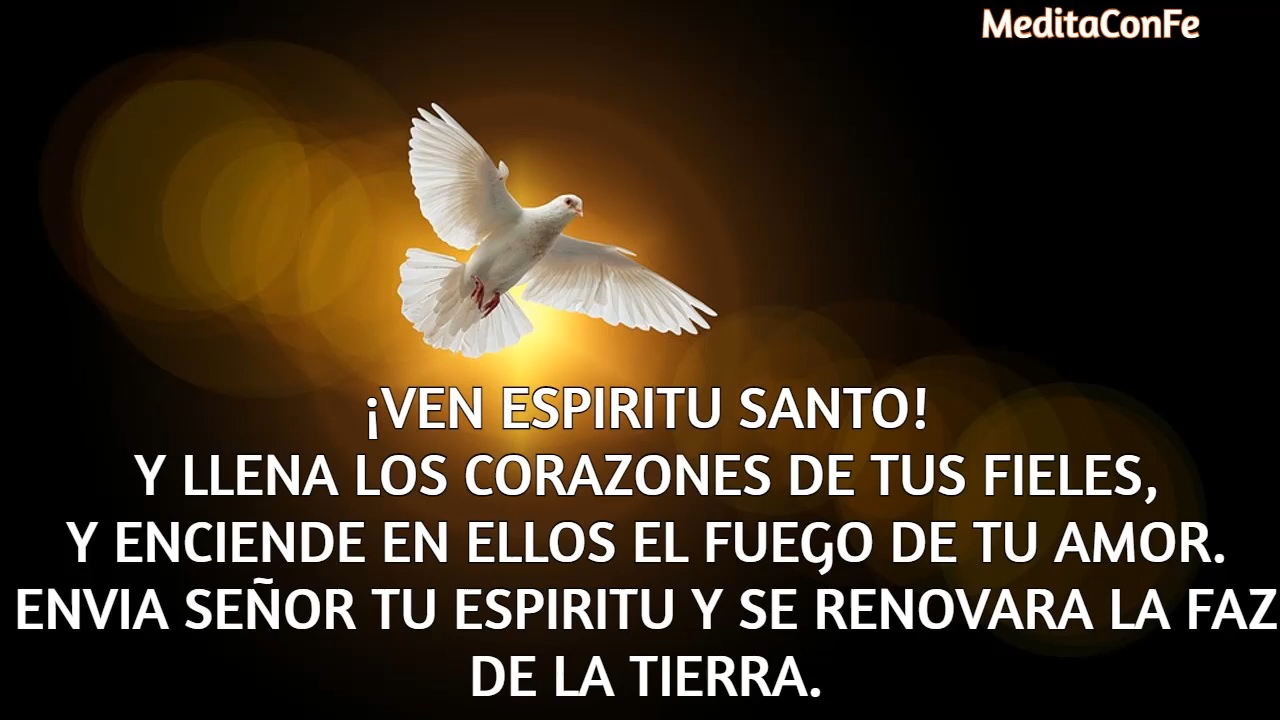 MeditaConFe
¡VEN ESPIRITU SANTO!
Y LLENA LOS CORAZONES DE TUS FIELES,
Y ENCIENDE EN ELLOS EL FUEGO DE TU AMOR.
ENVIA SEÑOR TU ESPIRITU Y SE RENOVARA LA FAZ
DE LA TIERRA.